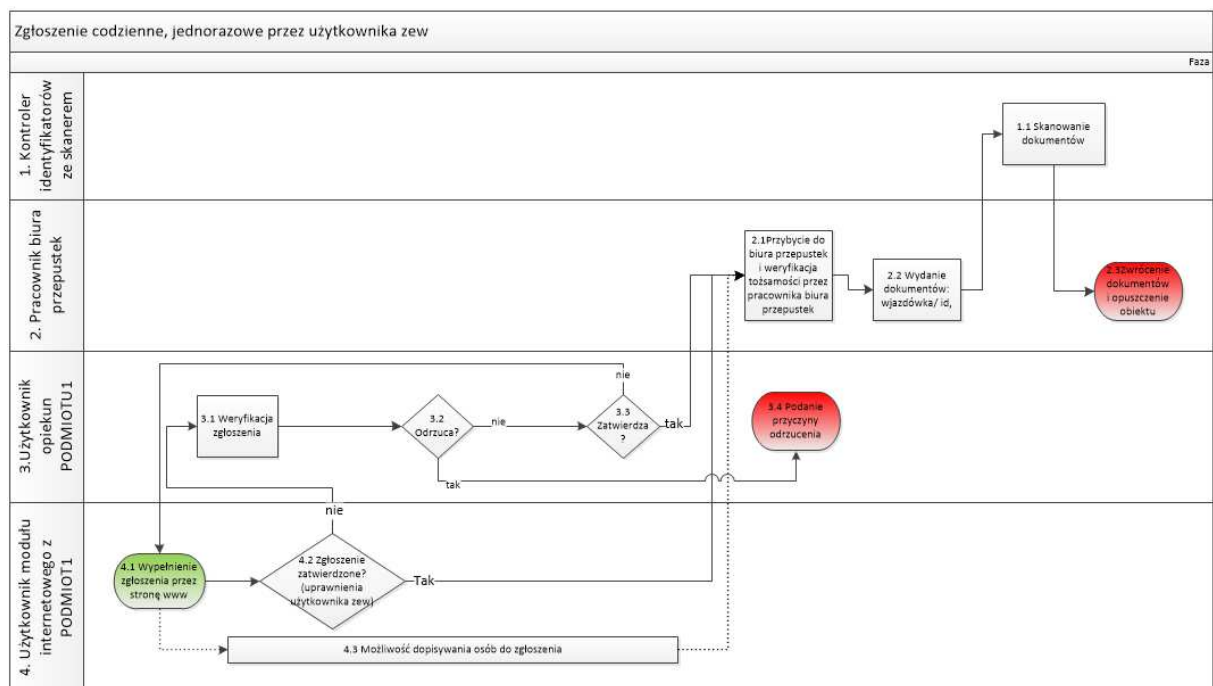 Zgłoszenie codzienne, jednorazowe przez użytkownika zew
Faza
1. Kontroler
identyfikatorów
ze skanerem
1.1 Skanowanie
dokumentów
2. Pracownik biura
przepustek
2.1Przybycie do
biura przepustek
i weryfikacja
tożsamości przez
pracownika biura
przepustek
2.2 Wydanie
dokumentów:
wjazdówka/ id,
2.3Zwrócenie
dokumentów
i opuszczenie
obiektu
3.Użytkownik
opiekun
PODMIOTU1
3.1 Weryfikacja
zgłoszenia
3.2
Odrzuca?
nie
tak
nie
3.3
Zatwierdza
?
tak
3.4 Podanie
przyczyny
odrzucenia
4. Użytkownik modułu
internetowego z
PODMIOT1
4.1 Wypełnienie
zgłoszenia przez
stronę www
nie
4.2 Zgłoszenie
zatwierdzone?
(uprawnienia
użytkownika zew)
Tak
4.3 Możliwość dopisywania osób do zgłoszenia